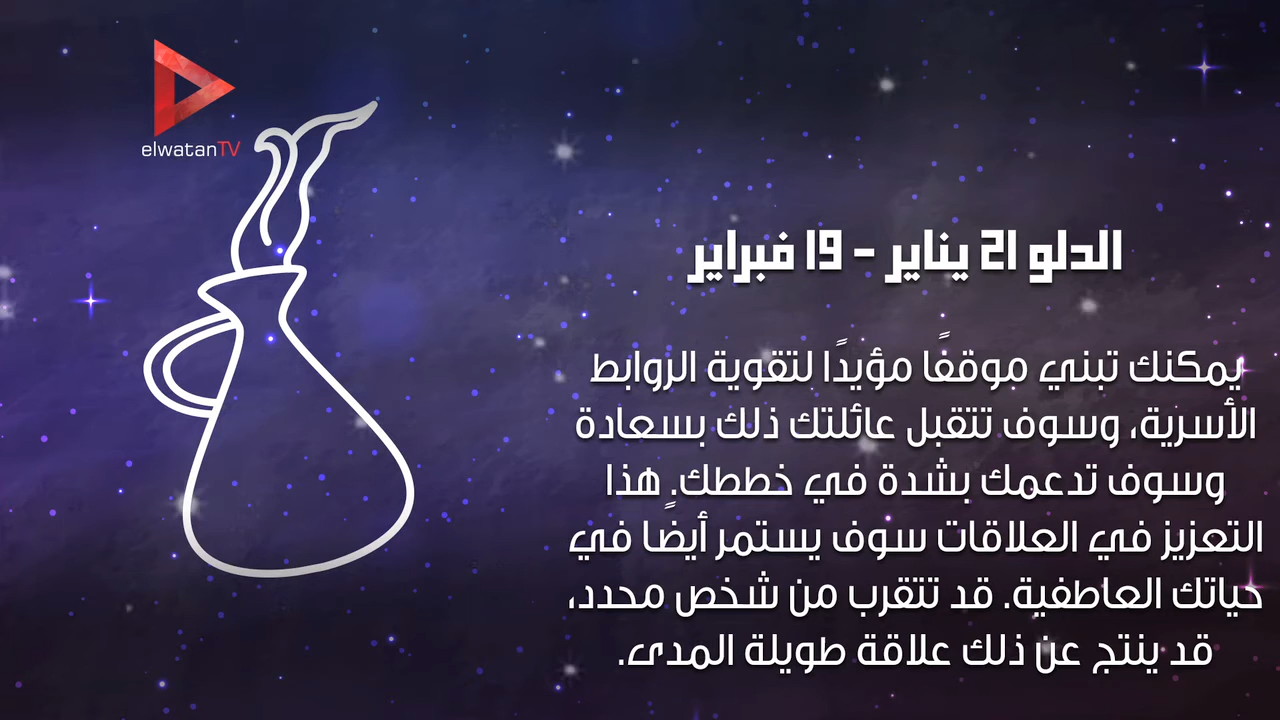 elwatanTV
الدلو 21 يناير - 19 فبراير
يمكنك تبني موقفًا مؤيدًا لتقوية الروابط
الأسرية، وسوف تتقبل عائلتك ذلك بسعادة
وسوف تدعمك بشدة في خططك. هذا
التعزيز في العلاقات سوف يستمر أيضًا في
حياتك العاطفية. قد تتقرب من شخص محدد،
قد ينتج عن ذلك علاقة طويلة المدى.